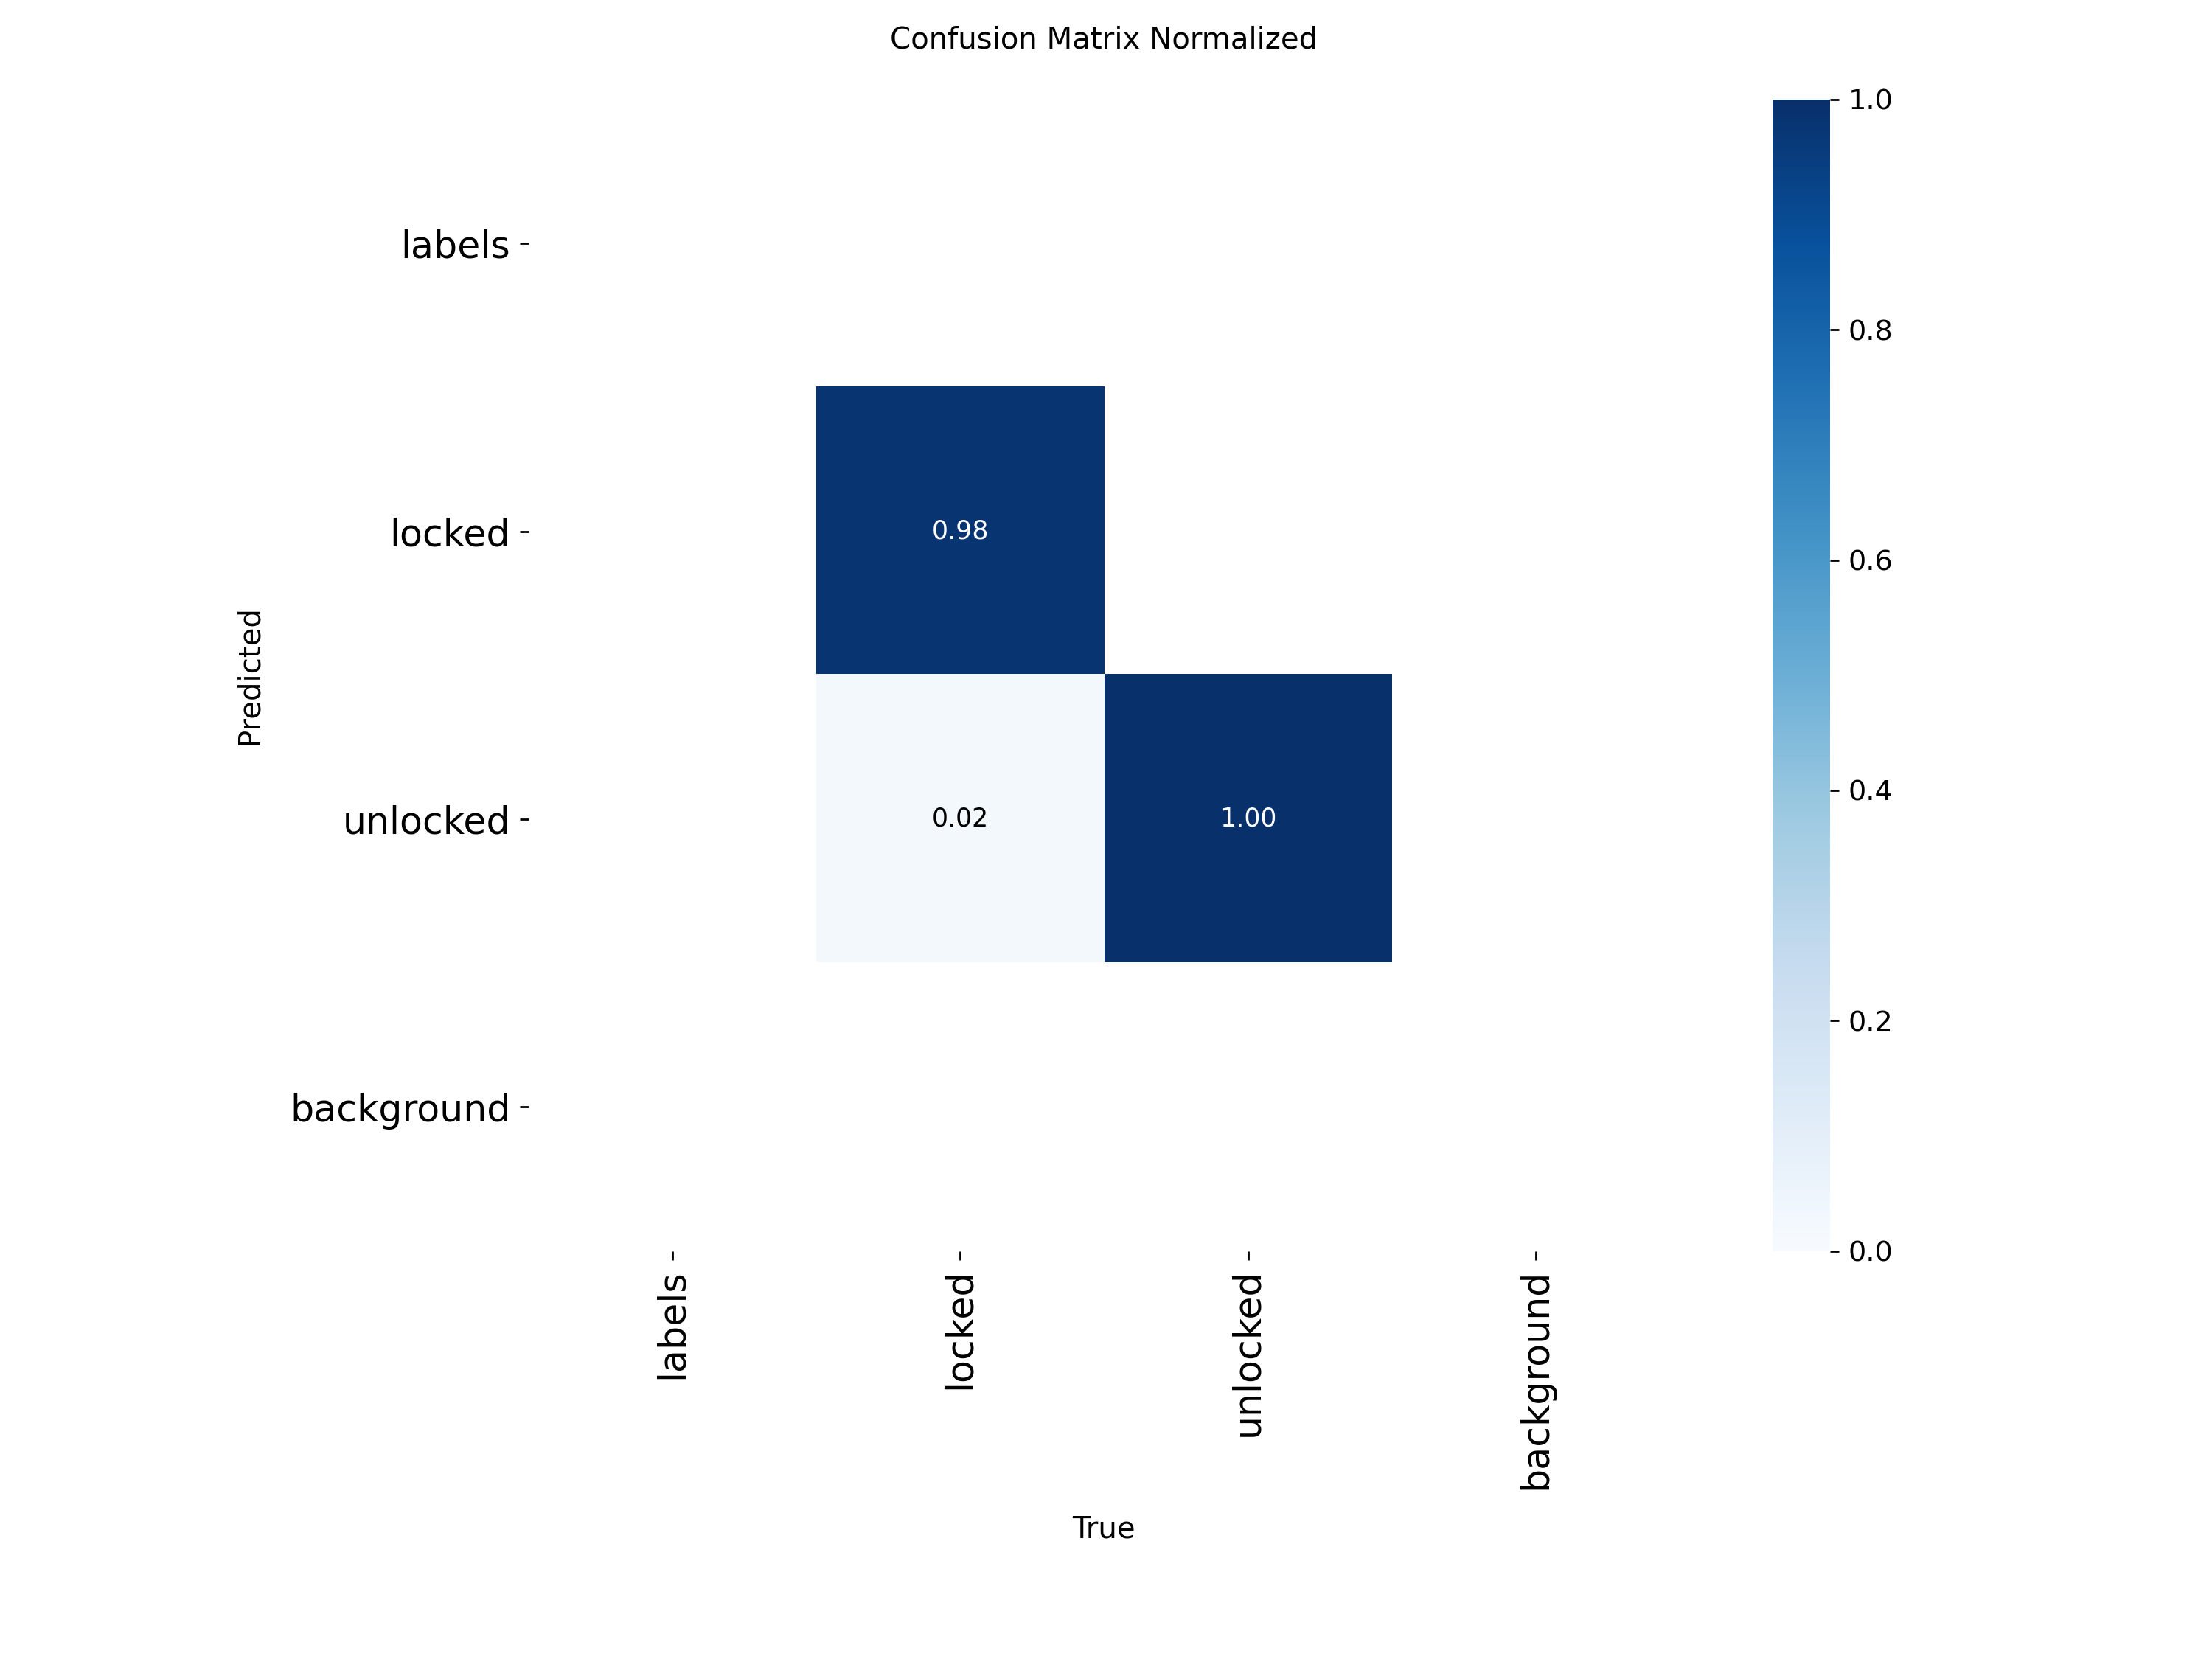 Confusion Matrix Normalized
1.0
labels
0.8
locked
0.98
0.6
Predicted
0.4
unlocked
0.02 1.00
0.2
background
0.0
labels
locked
unlocked
background
True